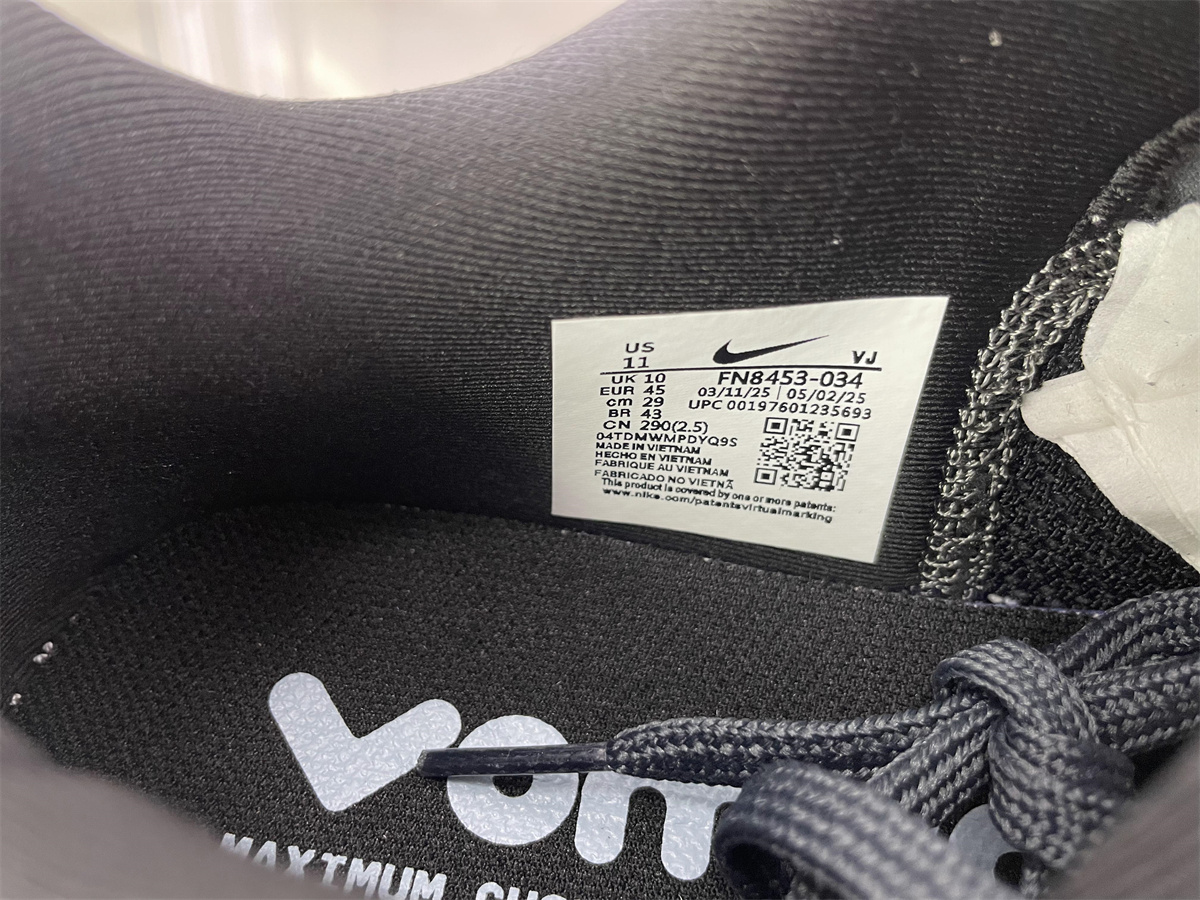 US
11
VJ
UK 10
EUR 45
cm 29
BR 43
CN 290(2.5)
FN8453-034
03/11/25 | 05/02/25
UPC 00197601235693
04TDMWMPDYQ9S
MADE IN VIETNAM
HECHO EN VIETNAM
FABRIQUE AU VIETNAM
FABRICADO NO VIETNÃ
This product is covered by one or more patents:
www.nike.com/patentsvirtualmarking
MAXIMUM